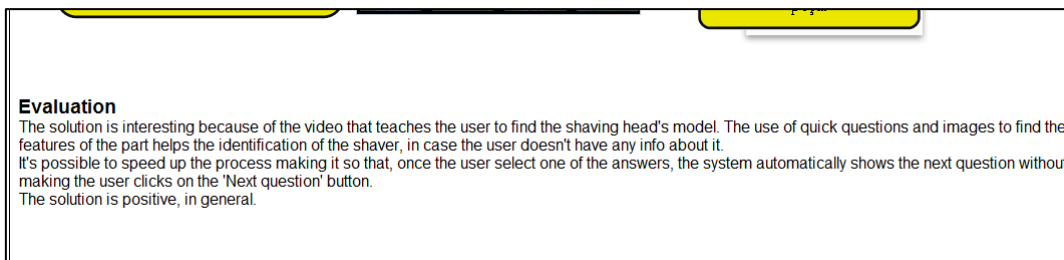 Evaluation
The solution is interesting because of the video that teaches the user to find the shaving head's model. The use of quick questions and images to find the
features of the part helps the identification of the shaver, in case the user doesn't have any info about it.
It's possible to speed up the process making it so that, once the user select one of the answers, the system automatically shows the next question without
making the user clicks on the 'Next question' button.
The solution is positive, in general.